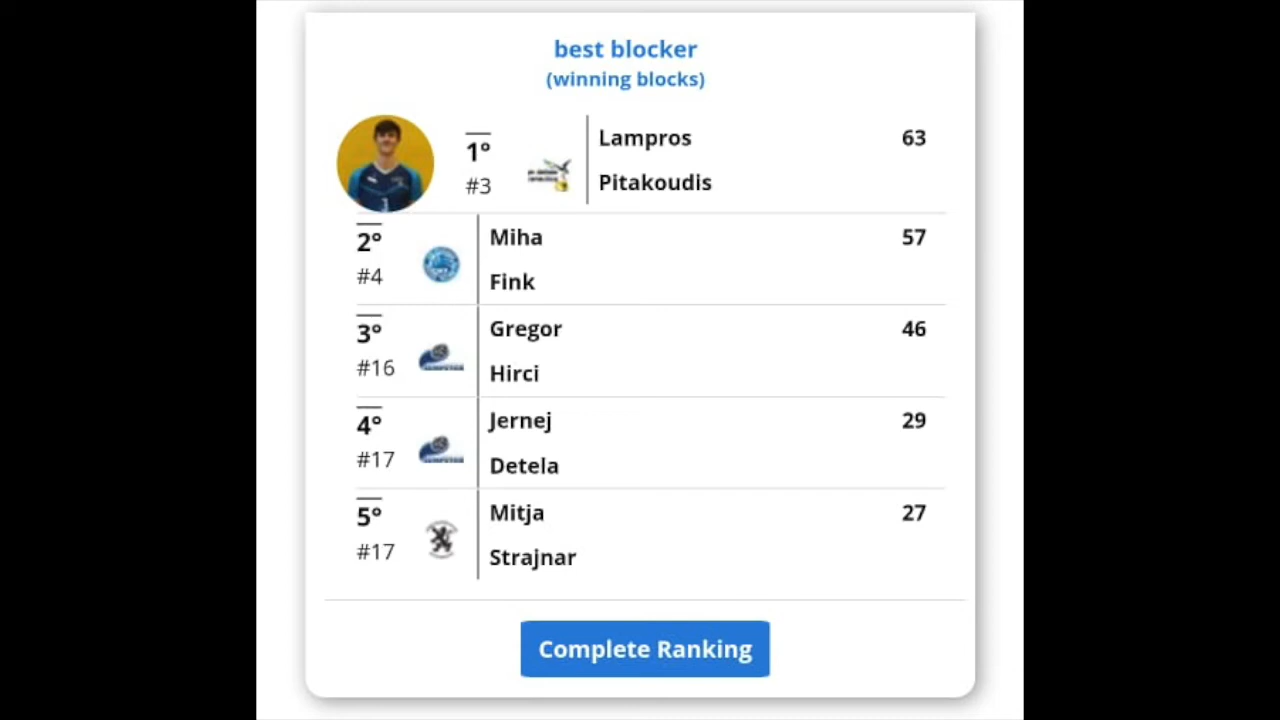 best blocker
(winning blocks)
1°
#3
Lampros
Pitakoudis
63
2°
#4
Miha
Fink
57
3°
#16
Gregor
Hirci
46
4°
#17
Jernej
Detela
29
5°
#17
Mitja
Strajnar
27
Complete Ranking